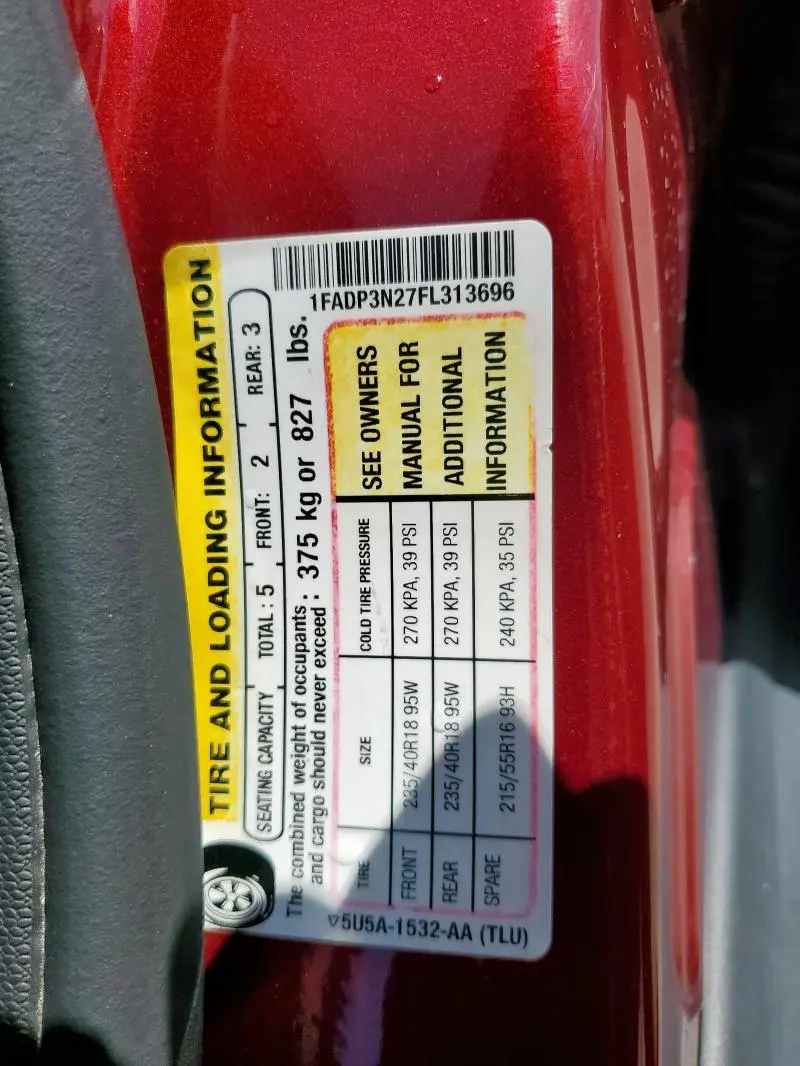 TIRE AND LOADING INFORMATION
SEATING CAPACITY TOTAL : 5 FRONT: 2 REAR: 3
The combined weight of occupants
and cargo should never exceed : 375 kg or 827 lbs.
TIRE SIZE COLD TIRE PRESSURE
FRONT 235/40R18 95W 270 KPA, 39 PSI
REAR 235/40R18 95W 270 KPA, 39 PSI
SPARE 215/55R16 93H 240 KPA, 35 PSI
SEE OWNERS
MANUAL FOR
ADDITIONAL
INFORMATION
5U5A-1532-AA (TLU)
1FADP3N27FL313696